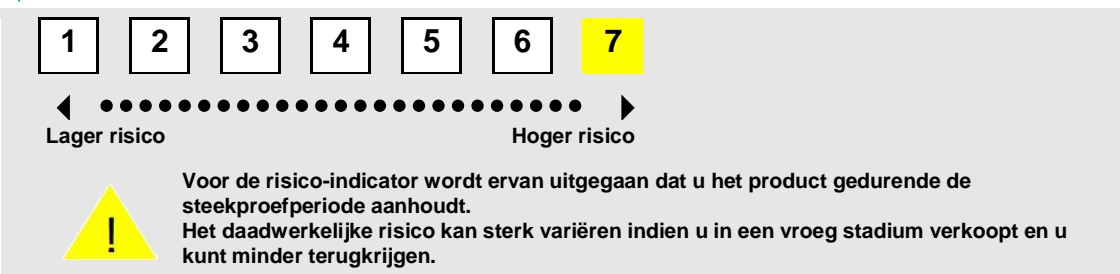 1 2 3 4 5 6 7
Lager risico Hoger risico
Voor de risico-indicator wordt ervan uitgegaan dat u het product gedurende de
steekproefperiode aanhoudt.
! Het daadwerkelijke risico kan sterk variëren indien u in een vroeg stadium verkoopt en u
kunt minder terugkrijgen.